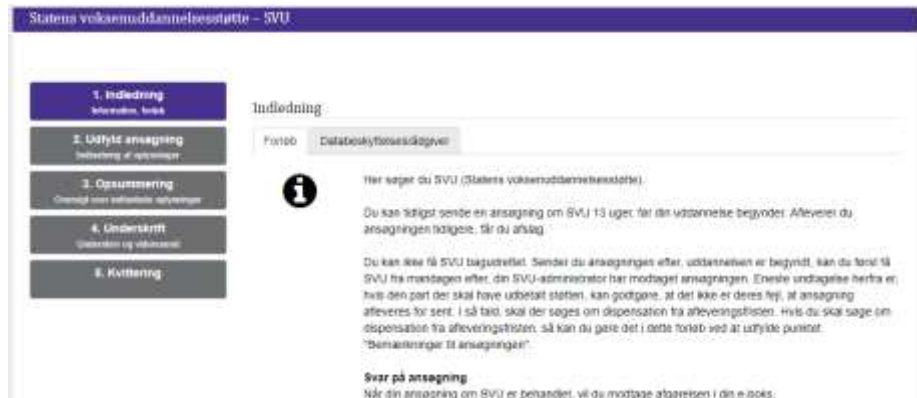 Statens voksenuddannelsesstøtte – SVU
1. Indledning
Information, forløb
2. Udfyld ansøgning
Indtastning af oplysninger
3. Opsummering
Oversigt over indtastede oplysninger
4. Underskrift
Underskriv og videresend
5. Kvittering
Indledning
Forløb Databeskyttelsesrådgiver
Her søger du SVU (Statens voksenuddannelsesstøtte).
Du kan tidligst sende en ansøgning om SVU 13 uger, før din uddannelse begynder. Afleverer du
ansøgningen tidligere, får du afslag.
Du kan ikke få SVU bagudrettet. Sender du ansøgningen efter, uddannelsen er begyndt, kan du først få
SVU fra mandagen efter, din SVU-administrator har modtaget ansøgningen. Eneste undtagelse herfra er,
hvis den part der skal have udbetalt støtten, kan godtgøre, at det ikke er deres fejl, at ansøgning
afleveres for sent. I så fald, skal der søges om dispensation fra afleveringsfristen. Hvis du skal søge om
dispensation fra afleveringsfristen, så kan du gøre det i dette forløb ved at udfylde punktet
"Bemærkninger til ansøgningen".
Svar på ansøgning
Når din ansøgning om SVU er behandlet, vil du modtage afgørelsen i din e-boks.